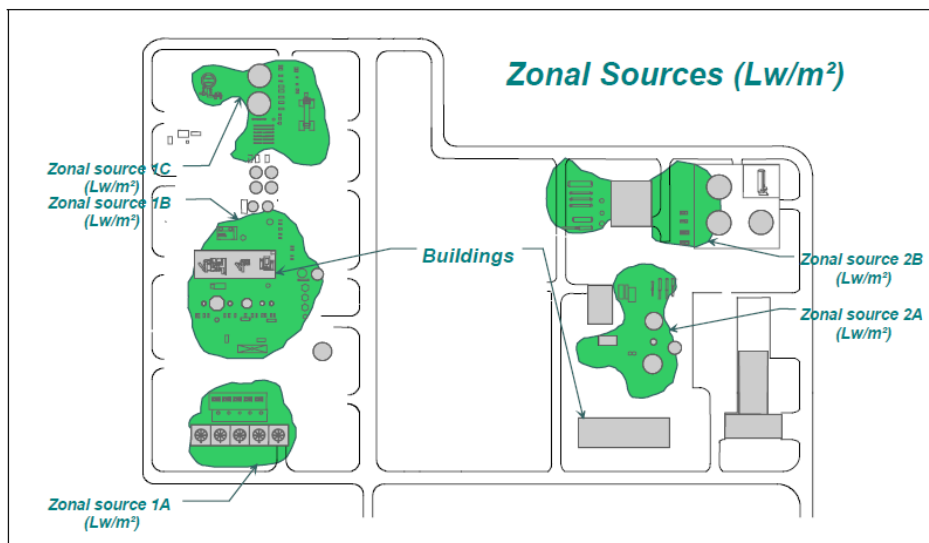 Zonal Sources (Lw/m²)
Zonal source 1C
(Lw/m²)
Zonal source 1B
(Lw/m²)
Buildings
Zonal source 2B
(Lw/m²)
Zonal source 2A
(Lw/m²)
Zonal source 1A
(Lw/m²)